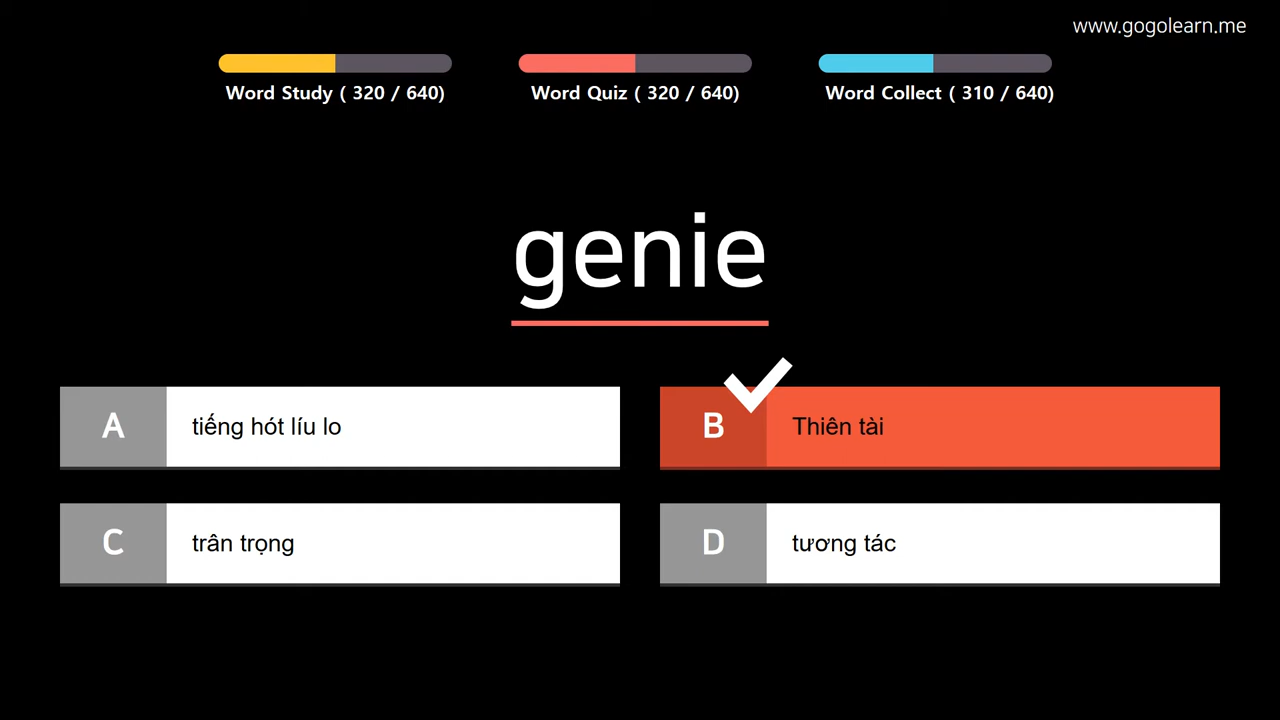 www.gogolearn.me
Word Study ( 320 / 640)
Word Quiz ( 320 / 640)
Word Collect ( 310 / 640)
genie
A tiếng hót líu lo
B Thiên tài
C trân trọng
D tương tác